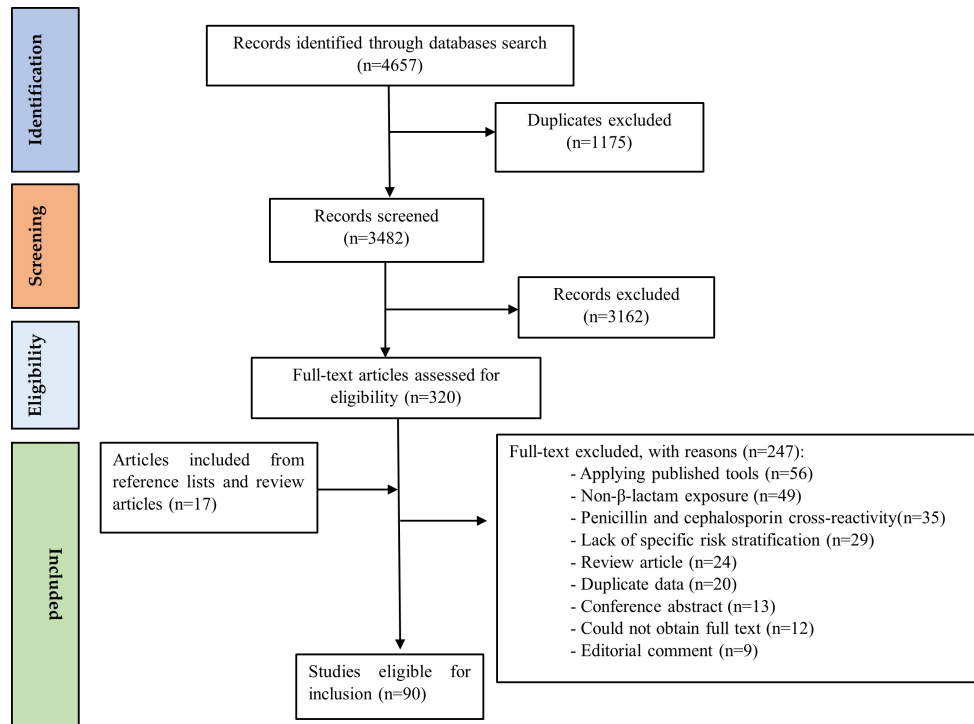 Identification
Records identified through databases search
(n=4657)
Duplicates excluded
(n=1175)
Screening
Records screened
(n=3482)
Records excluded
(n=3162)
Eligibility
Full-text articles assessed for
eligibility (n=320)
Included
Articles included from
reference lists and review
articles (n=17)
Full-text excluded, with reasons (n=247):
- Applying published tools (n=56)
- Non-β-lactam exposure (n=49)
- Penicillin and cephalosporin cross-reactivity(n=35)
- Lack of specific risk stratification (n=29)
- Review article (n=24)
- Duplicate data (n=20)
- Conference abstract (n=13)
- Could not obtain full text (n=12)
- Editorial comment (n=9)
Studies eligible for
inclusion (n=90)